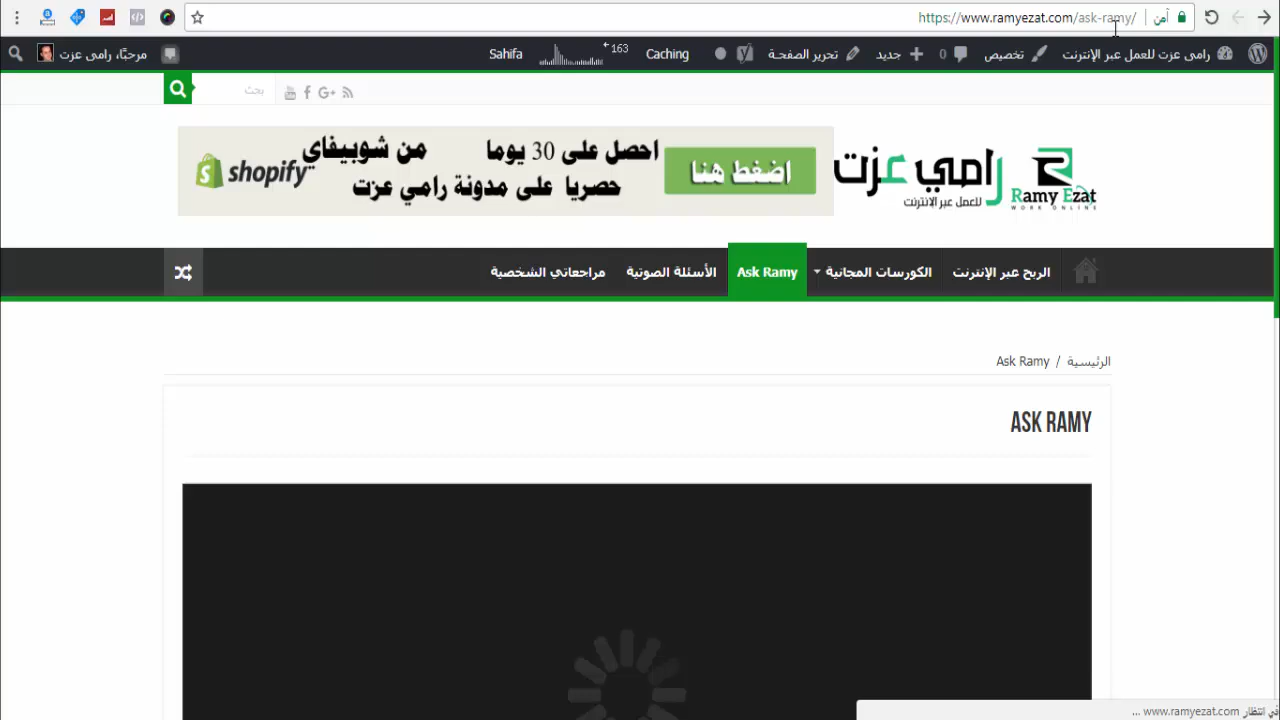 https://www.ramyezat.com/ask-ramy/ آمن
رامى عزت للعمل عبر الإنترنت تخصيص 0 جديد تحرير الصفحة Caching 163 Sahifa مرحبًا، رامى عزت
بحث
احصل على 30 يوما من شوبيفاي
حصريا على مدونة رامي عزت
اضغط هنا
shopify
رامي عزت
للعمل عبر الانترنت
Ramy Ezat
WORK ONLINE
الربح عبر الإنترنت الكورسات المجانية Ask Ramy الأسئلة الصوتية مراجعاتي الشخصية
الرئيسية / Ask Ramy
ASK RAMY
في انتظار www.ramyezat.com ...